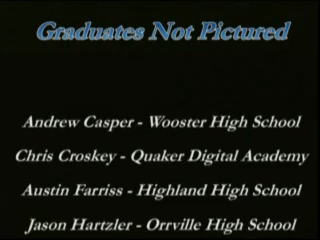 Graduates Not Pictured
Andrew Casper - Wooster High School
Chris Croskey - Quaker Digital Academy
Austin Farriss - Highland High School
Jason Hartzler - Orrville High School